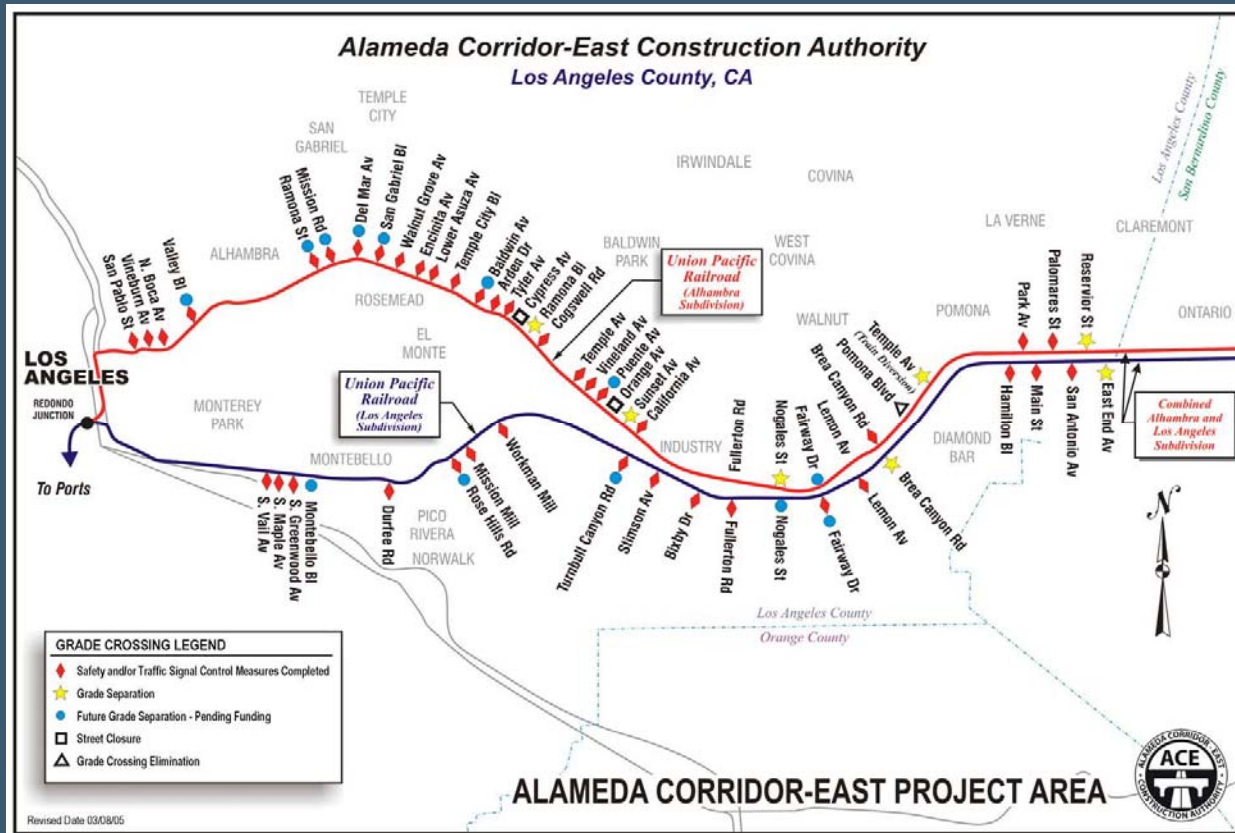 Alameda Corridor-East Construction Authority
Los Angeles County, CA
TEMPLE
CITY
SAN
GABRIEL
ALHAMBRA
ROSEMEAD
EL
MONTE
MONTEREY
PARK
MONTEBELLO
PICO
RIVERA
NORWALK
IRWINDALE
COVINA
BALDWIN
PARK
WEST
COVINA
LA VERNE
CLAREMONT
POMONA
ONTARIO
WALNUT
INDUSTRY
DIAMOND
BAR
Los Angeles County
San Bernardino County
Los Angeles County
Orange County
LOS
ANGELES
REDONDO
JUNCTION
To Ports
San Pablo St
Vineburn Av
N. Boca Av
Valley Bl
Ramona St
Mission Rd
Del Mar Av
San Gabriel Bl
Walnut Grove Av
Encinita Av
Lower Asuza Av
Temple City Bl
Baldwin Av
Arden Dr
Tyler Av
Cypress Av
Ramona Bl
Cogswell Rd
Temple Av
Vineland Av
Puente Av
Orange Av
Sunset Av
California Av
Fullerton Rd
Nogales St
Fairway Dr
Lemon Av
Brea Canyon Rd
Pomona Blvd
Temple Av
(Train Diversion)
Park Av
Palomares St
Reservior St
S. Vail Av
S. Maple Av
S. Greenwood Av
Montebello Bl
Durfee Rd
Rose Hills Rd
Mission Mill
Workman Mill
Turnbull Canyon Rd
Stimson Av
Bixby Dr
Fullerton Rd
Nogales St
Fairway Dr
Lemon Av
Brea Canyon Rd
Hamillon Bl
Main St
San Antonio Av
East End Av
Union Pacific
Railroad
(Alhambra
Subdivision)
Union Pacific
Railroad
(Los Angeles
Subdivision)
Combined
Alhambra and
Los Angeles
Subdivision
N
GRADE CROSSING LEGEND
Safety and/or Traffic Signal Control Measures Completed
Grade Separation
Future Grade Separation - Pending Funding
Street Closure
Grade Crossing Elimination
ALAMEDA CORRIDOR-EAST PROJECT AREA
ALAMEDA CORRIDOR - EAST
ACE
CONSTRUCTION AUTHORITY
Revised Date 03/08/05